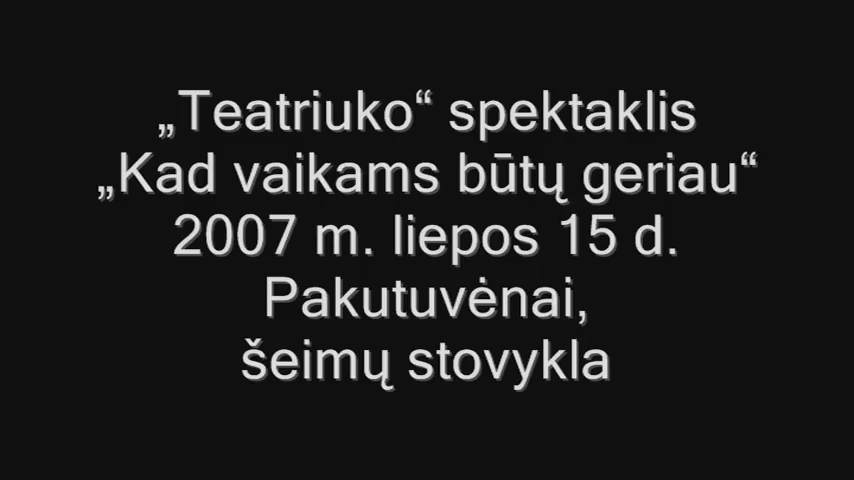 „Teatriuko“ spektaklis
„Kad vaikams būtų geriau“
2007 m. liepos 15 d.
Pakutuvėnai,
šeimų stovykla